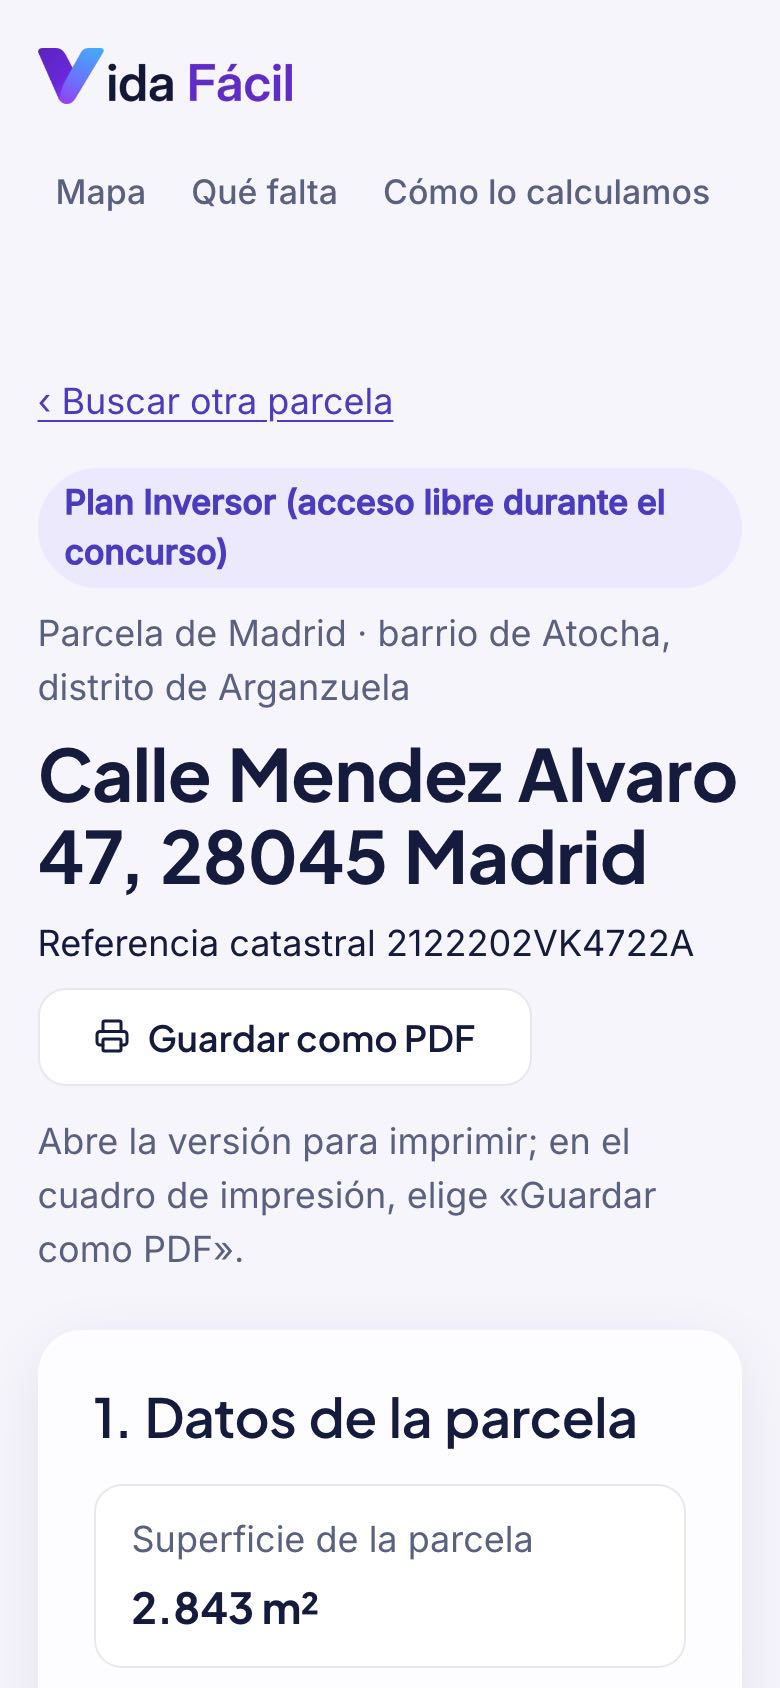 Vida Fácil
Mapa Qué falta Cómo lo calculamos
‹ Buscar otra parcela
Plan Inversor (acceso libre durante el
concurso)
Parcela de Madrid · barrio de Atocha,
distrito de Arganzuela
Calle Mendez Alvaro
47, 28045 Madrid
Referencia catastral 2122202VK4722A
Guardar como PDF
Abre la versión para imprimir; en el
cuadro de impresión, elige «Guardar
como PDF».
1. Datos de la parcela
Superficie de la parcela
2.843 m²